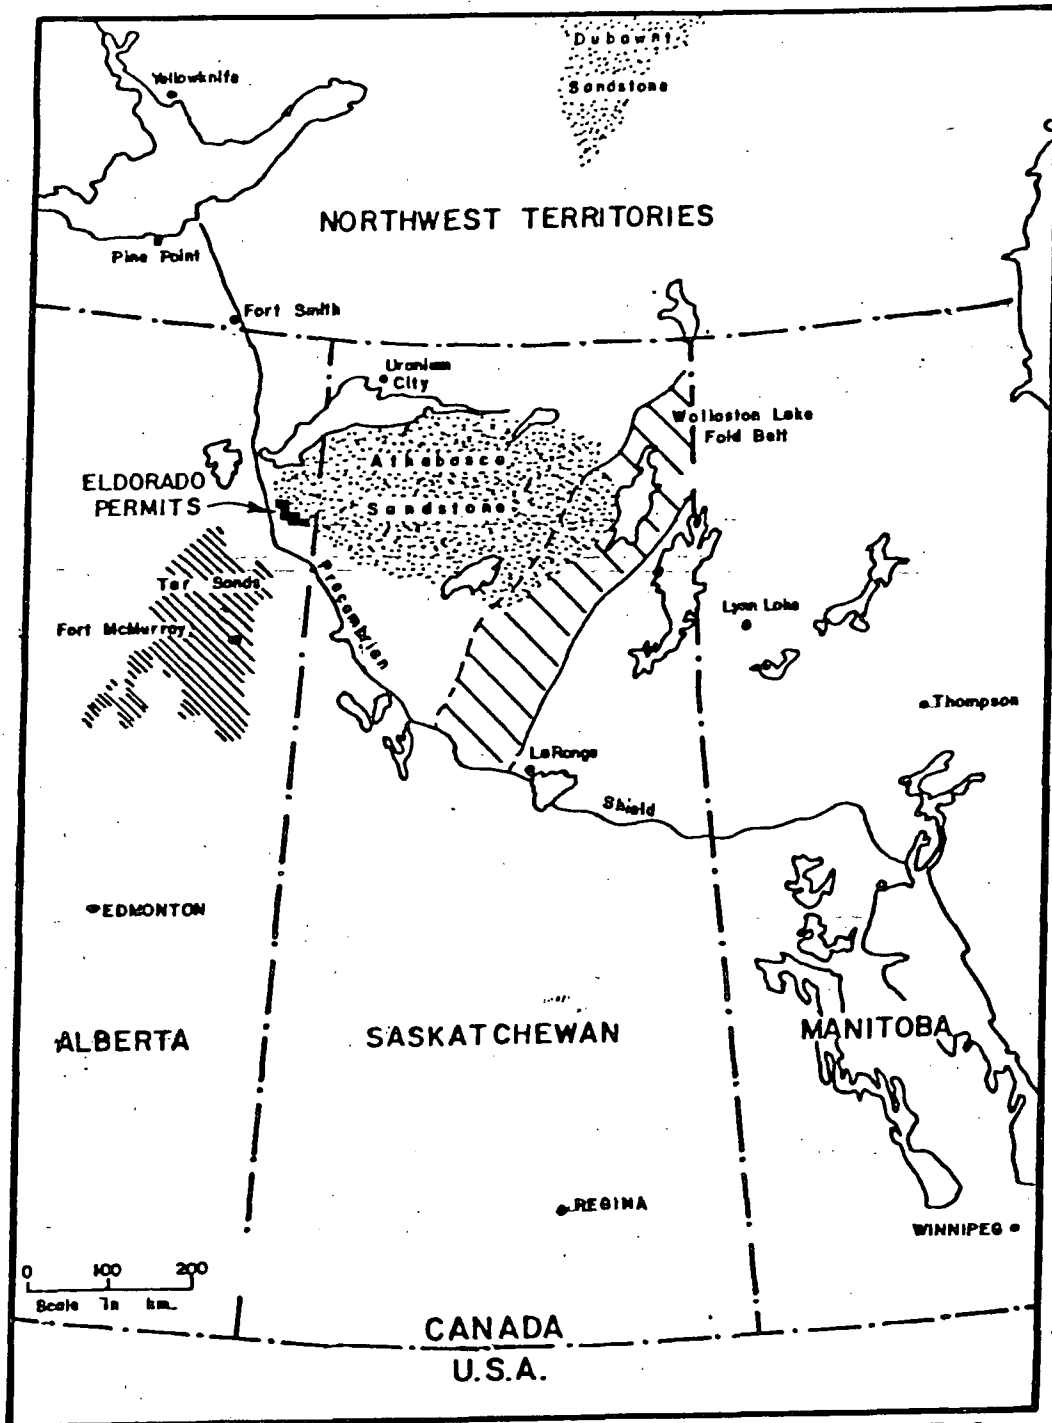 Dubawnt
Sandstone
Yellowknife
NORTHWEST TERRITORIES
Pine Point
Fort Smith
Uranium
City
Wollaston Lake
Fold Belt
Athabasca
Sandstone
ELDORADO
PERMITS
Tar Sands
Fort McMurray
Precambrian
Lynn Lake
Thompson
La Ronge
Shield
EDMONTON
ALBERTA
SASKATCHEWAN
MANITOBA
REGINA
WINNIPEG
0 100 200
Scale in km.
CANADA
U.S.A.